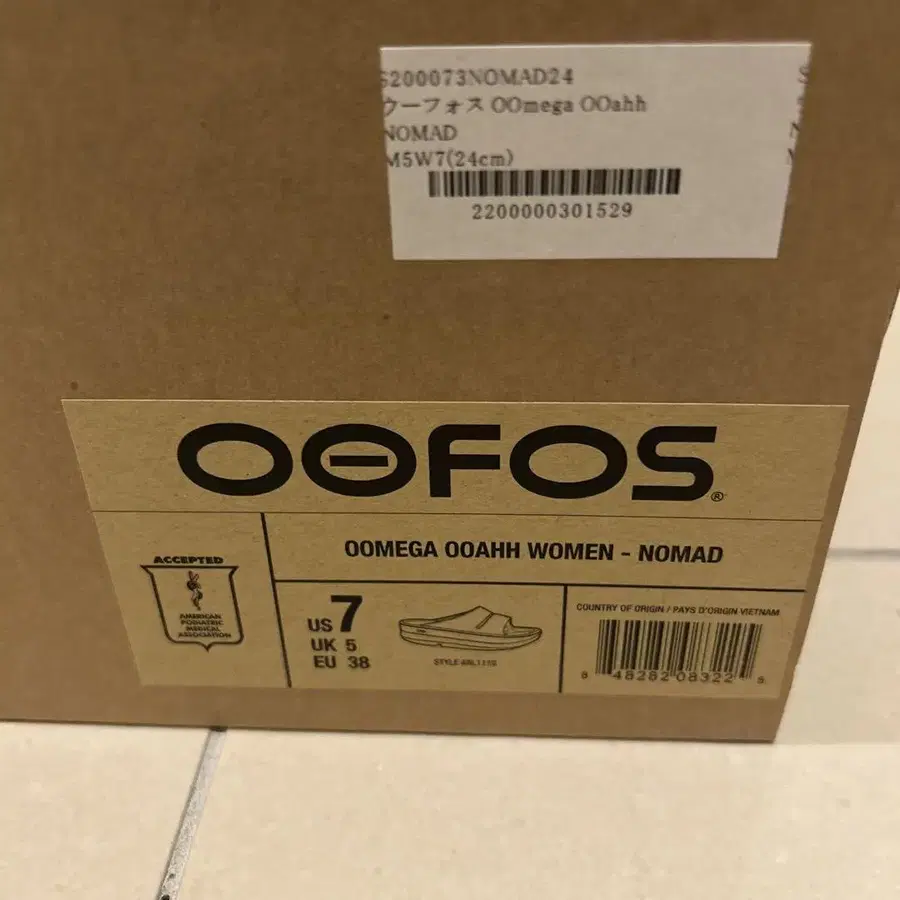 S200073NOMAD24
ウーフォス OOmega OOahh
NOMAD
M5W7(24cm)
2200000301529
OOFOS®
OOMEGA OOAHH WOMEN - NOMAD
ACCEPTED
AMERICAN
PODIATRIC
MEDICAL
ASSOCIATION
US 7
UK 5
EU 38
COUNTRY OF ORIGIN / PAYS D'ORIGIN VIETNAM
8 48282 08322